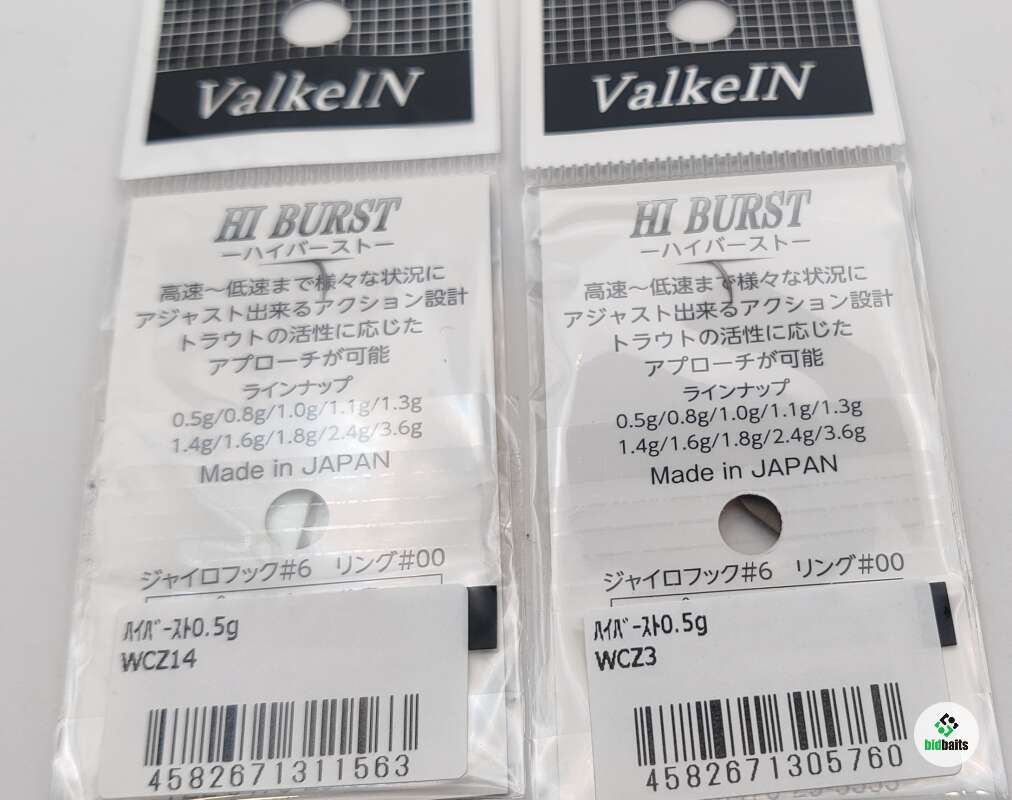 ValkeIN
HI BURST
ーハイバーストー
高速～低速まで様々な状況に
アジャスト出来るアクション設計
トラウトの活性に応じた
アプローチが可能
ラインナップ
0.5g/0.8g/1.0g/1.1g/1.3g
1.4g/1.6g/1.8g/2.4g/3.6g
Made in JAPAN
ジャイロフック#6 リング#00
ﾊｲﾊﾞｰｽﾄ0.5g
WCZ14
4582671311563
ValkeIN
HI BURST
ーハイバーストー
高速～低速まで様々な状況に
アジャスト出来るアクション設計
トラウトの活性に応じた
アプローチが可能
ラインナップ
0.5g/0.8g/1.0g/1.1g/1.3g
1.4g/1.6g/1.8g/2.4g/3.6g
Made in JAPAN
ジャイロフック#6 リング#00
ﾊｲﾊﾞｰｽﾄ0.5g
WCZ3
4582671305760
bidbaits